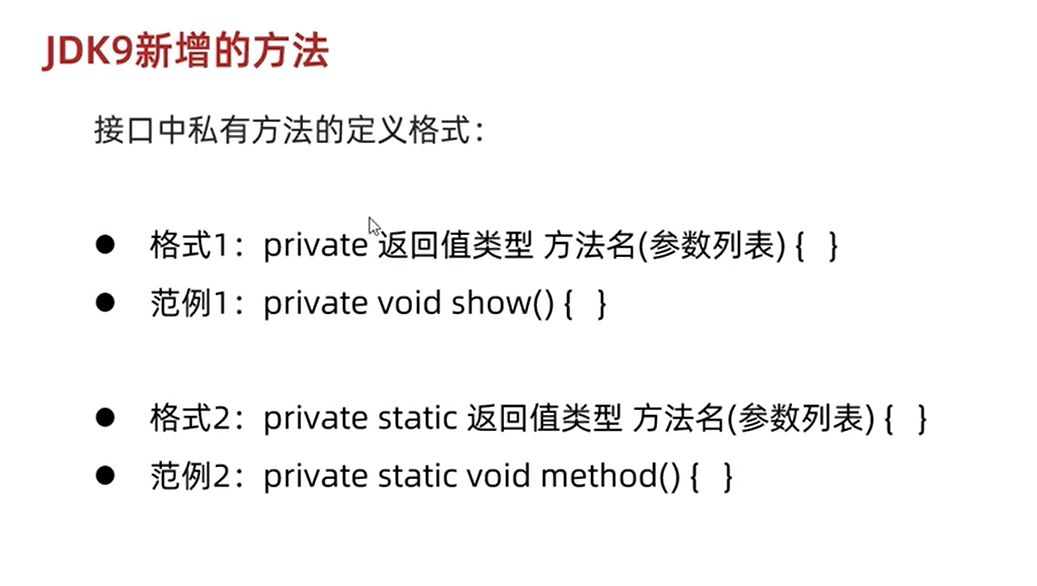 JDK9新增的方法
接口中私有方法的定义格式：
● 格式1：private 返回值类型 方法名(参数列表) { }
● 范例1：private void show() { }
● 格式2：private static 返回值类型 方法名(参数列表) { }
● 范例2：private static void method() { }